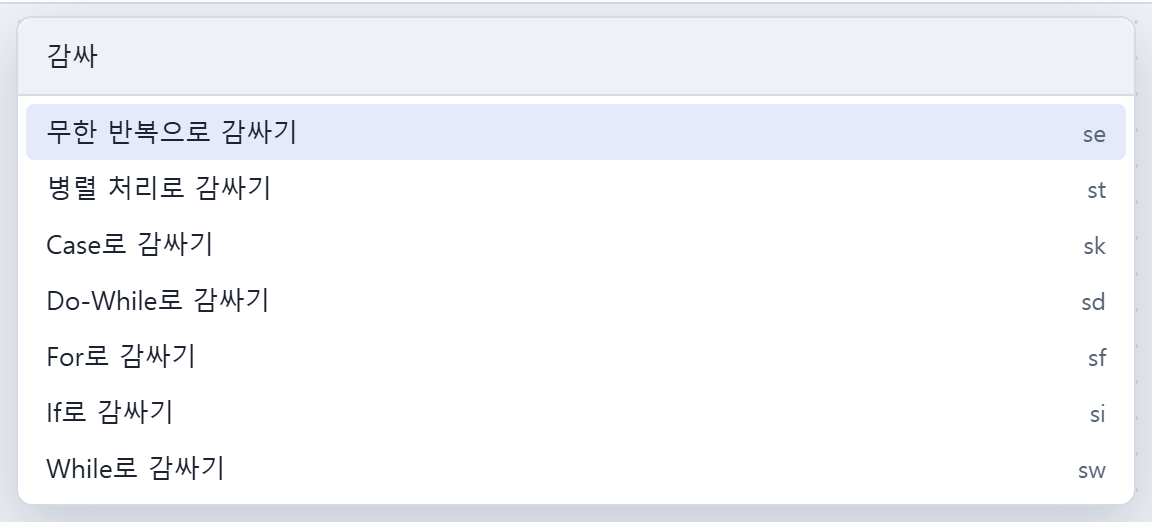 감싸
무한 반복으로 감싸기 se
병렬 처리로 감싸기 st
Case로 감싸기 sk
Do-While로 감싸기 sd
For로 감싸기 sf
If로 감싸기 si
While로 감싸기 sw